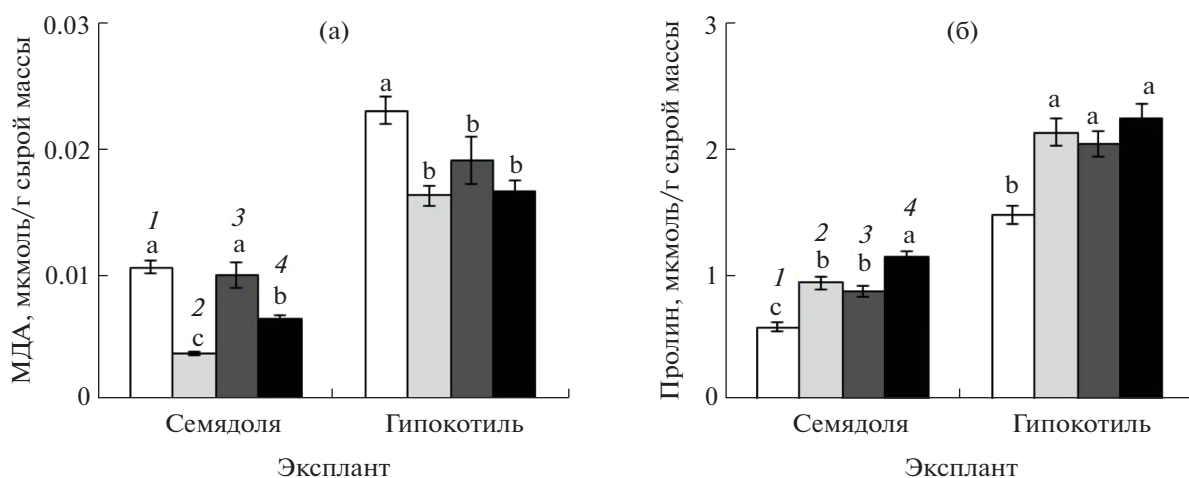 (а)
МДА, мкмоль/г сырой массы
0.03
0.02
0.01
0
1
a
2
c
3
a
4
b
a
b
b
b
Семядоля
Гипокотиль
Эксплант
(б)
Пролин, мкмоль/г сырой массы
3
2
1
0
1
c
2
b
3
b
4
a
b
a
a
a
Семядоля
Гипокотиль
Эксплант